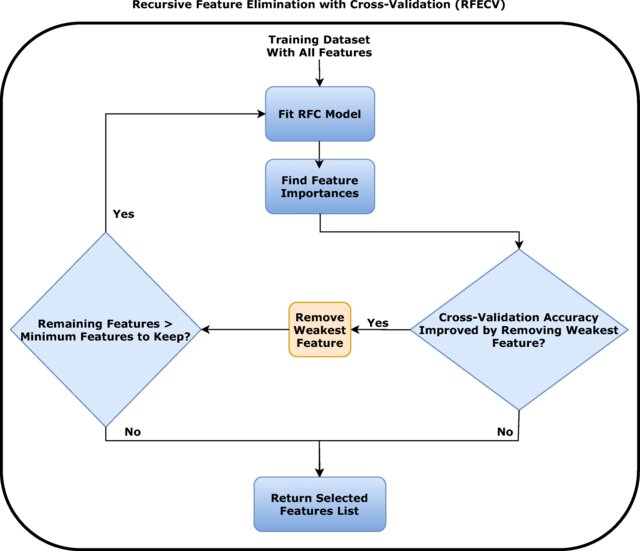 Recursive Feature Elimination with Cross-Validation (RFECV)
Training Dataset
With All Features
Fit RFC Model
Find Feature
Importances
Yes
Remaining Features >
Minimum Features to Keep?
Remove
Weakest
Feature
Yes
Cross-Validation Accuracy
Improved by Removing Weakest
Feature?
No
No
Return Selected
Features List